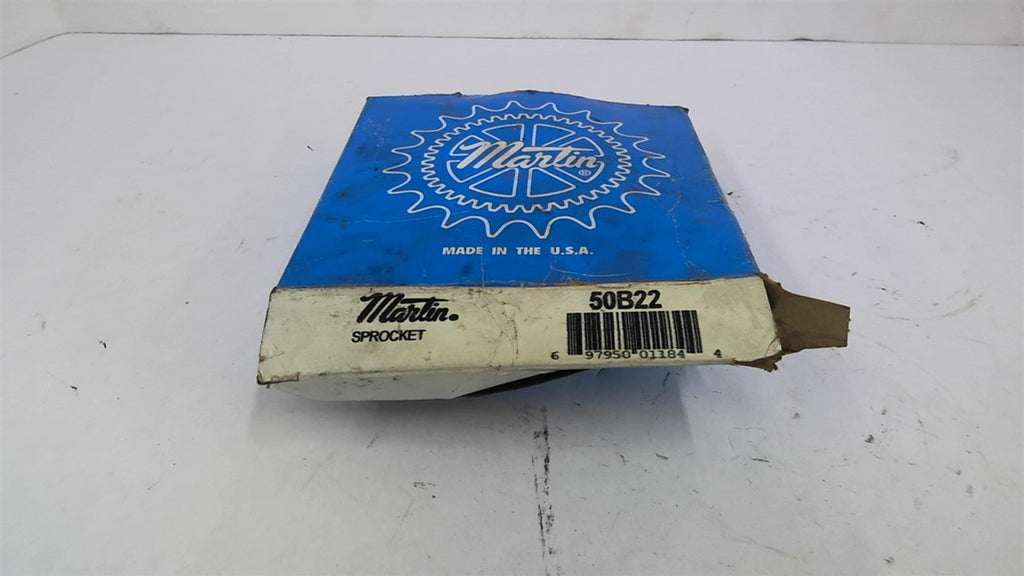 Martin ®
MADE IN THE U.S.A.
Martin.
SPROCKET
50B22
6 97950 01184 4